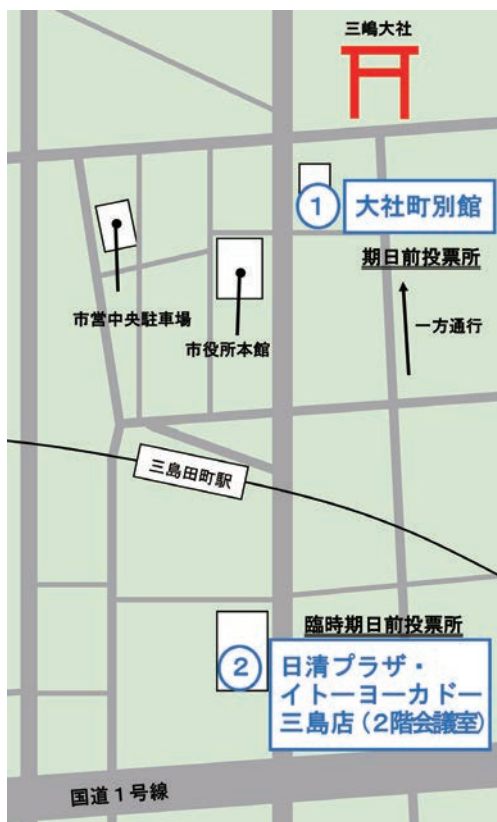 三嶋大社
① 大社町別館
期日前投票所
一方通行
市営中央駐車場
市役所本館
三島田町駅
臨時期日前投票所
② 日清プラザ・
イトーヨーカドー
三島店（2階会議室）
国道1号線